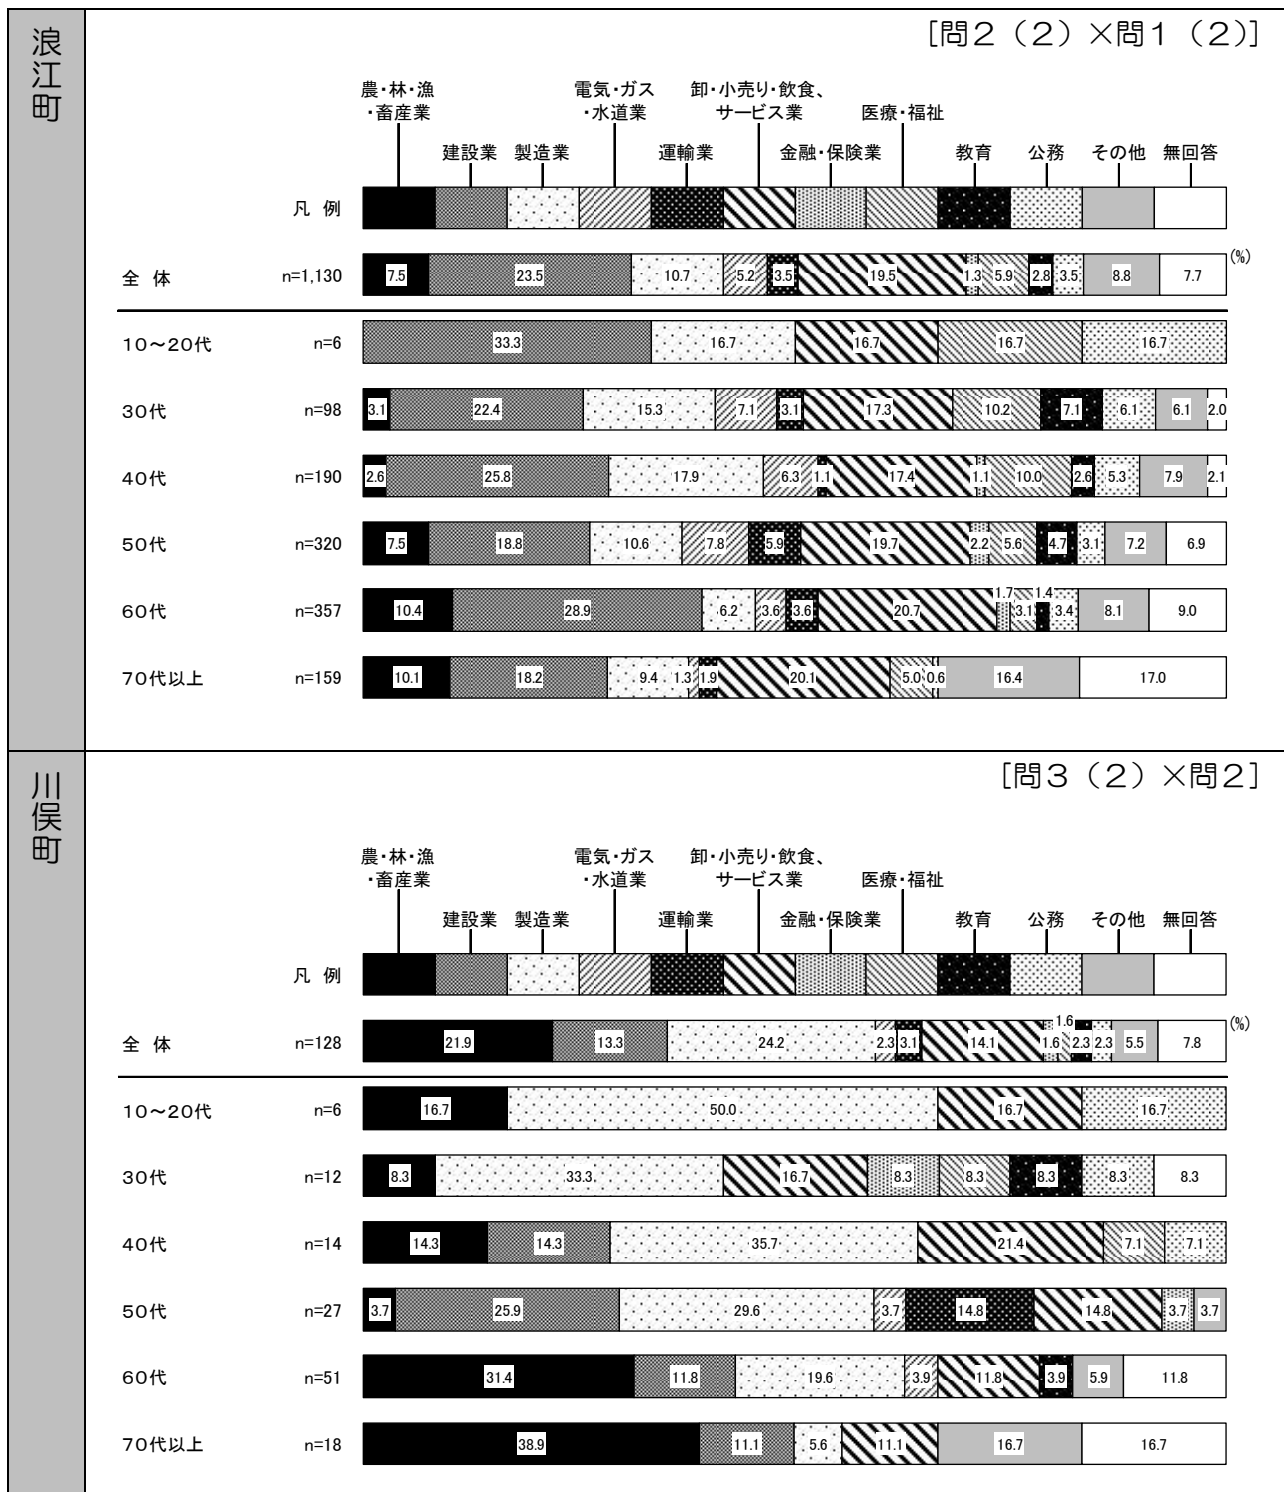 浪江町
[問２（２）×問１（２）]
農・林・漁・畜産業
建設業
製造業
電気・ガス・水道業
運輸業
卸・小売り・飲食、サービス業
金融・保険業
医療・福祉
教育
公務
その他
無回答
凡 例
(%)
全 体 n=1,130 7.5 23.5 10.7 5.2 3.5 19.5 1.3 5.9 2.8 3.5 8.8 7.7
10～20代 n=6 33.3 16.7 16.7 16.7 16.7
30代 n=98 3.1 22.4 15.3 7.1 3.1 17.3 10.2 7.1 6.1 6.1 2.0
40代 n=190 2.6 25.8 17.9 6.3 1.1 17.4 1.1 10.0 2.6 5.3 7.9 2.1
50代 n=320 7.5 18.8 10.6 7.8 5.9 19.7 2.2 5.6 4.7 3.1 7.2 6.9
60代 n=357 10.4 28.9 6.2 3.6 3.6 20.7 1.7 3.1 1.4 3.4 8.1 9.0
70代以上 n=159 10.1 18.2 9.4 1.3 1.9 20.1 5.0 0.6 16.4 17.0
川俣町
[問３（２）×問２]
農・林・漁・畜産業
建設業
製造業
電気・ガス・水道業
運輸業
卸・小売り・飲食、サービス業
金融・保険業
医療・福祉
教育
公務
その他
無回答
凡 例
(%)
全 体 n=128 21.9 13.3 24.2 2.3 3.1 14.1 1.6 1.6 2.3 2.3 5.5 7.8
10～20代 n=6 16.7 50.0 16.7 16.7
30代 n=12 8.3 33.3 16.7 8.3 8.3 8.3 8.3 8.3
40代 n=14 14.3 14.3 35.7 21.4 7.1 7.1
50代 n=27 3.7 25.9 29.6 3.7 14.8 14.8 3.7 3.7
60代 n=51 31.4 11.8 19.6 3.9 11.8 3.9 5.9 11.8
70代以上 n=18 38.9 11.1 5.6 11.1 16.7 16.7